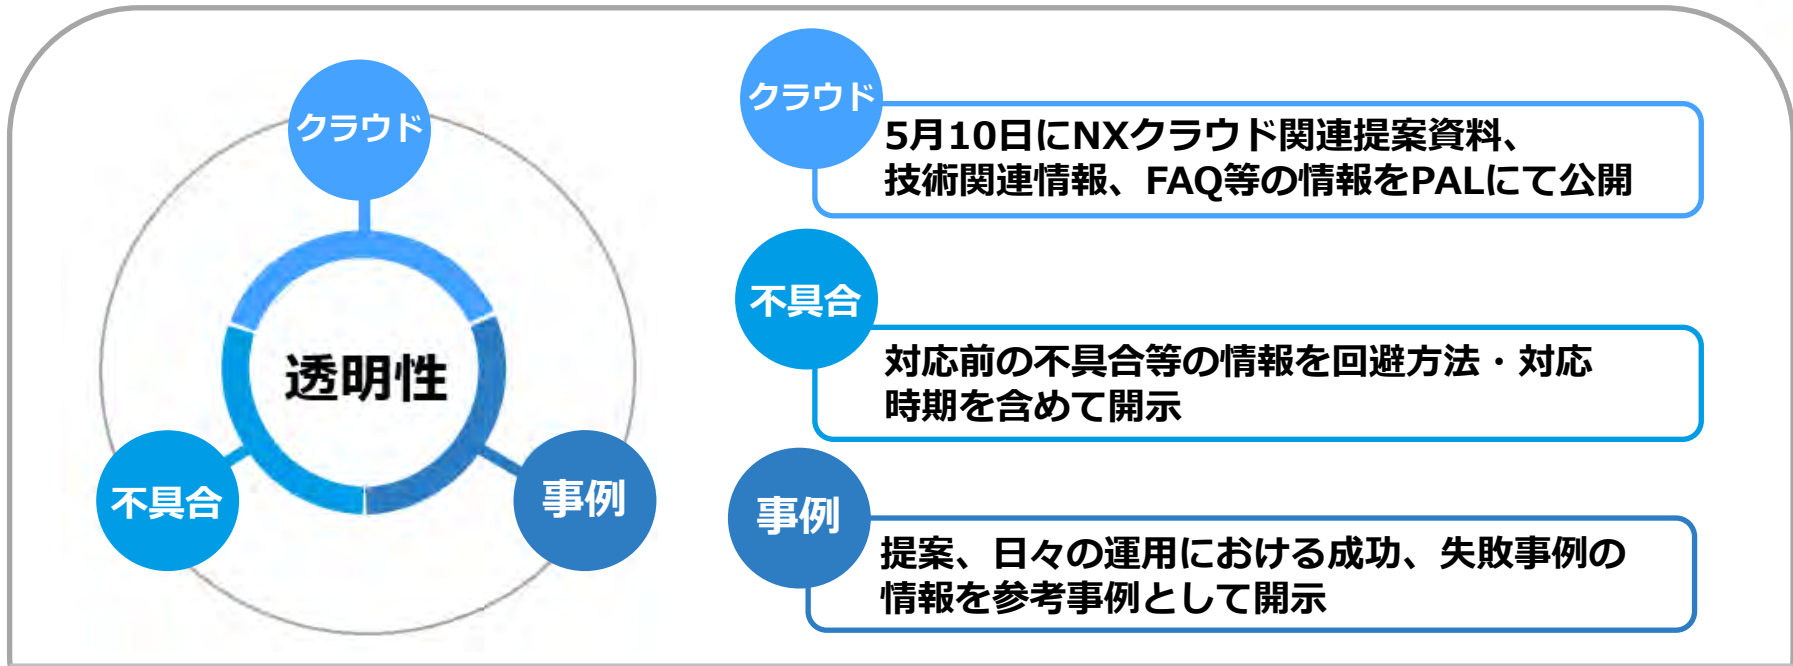 クラウド
透明性
不具合
事例
クラウド
5月10日にNXクラウド関連提案資料、
技術関連情報、FAQ等の情報をPALにて公開
不具合
対応前の不具合等の情報を回避方法・対応
時期を含めて開示
事例
提案、日々の運用における成功、失敗事例の
情報を参考事例として開示